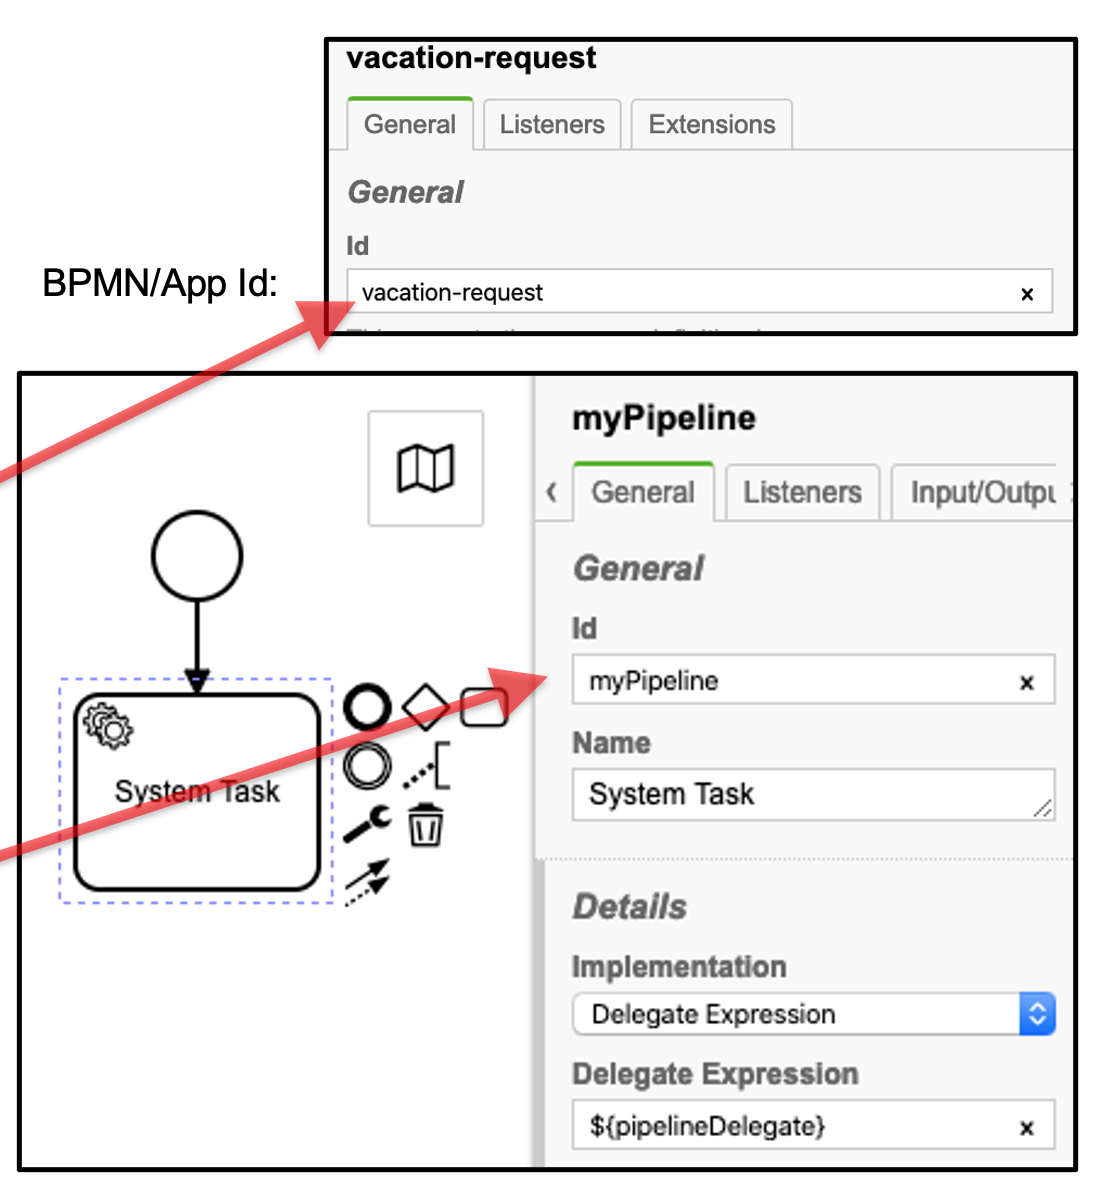 vacation-request
General Listeners Extensions
General
Id
BPMN/App Id:
vacation-request ×
myPipeline
‹ General Listeners Input/Outpu
General
Id
myPipeline ×
Name
System Task
System Task
Details
Implementation
Delegate Expression
Delegate Expression
${pipelineDelegate} ×